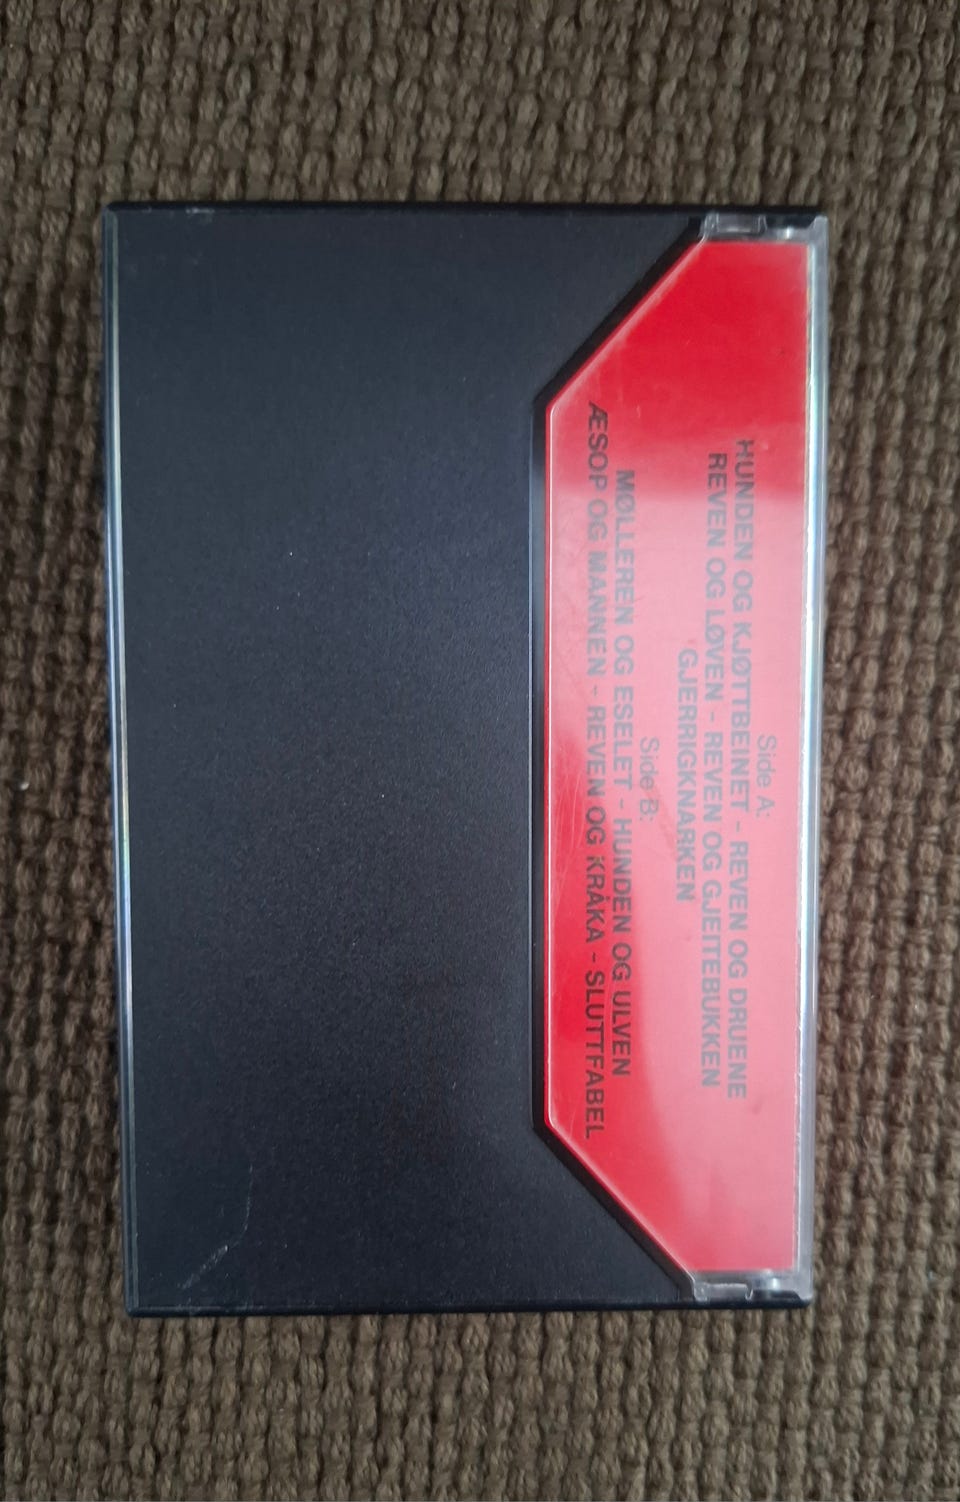 Side A:
HUNDEN OG KJØTTBEINET - REVEN OG DRUENE
REVEN OG LØVEN - REVEN OG GJEITEBUKKEN
GJERRIGKNARKEN
Side B:
MØLLEREN OG ESELET - HUNDEN OG ULVEN
ÆSOP OG MANNEN - REVEN OG KRÅKA - SLUTTFABEL